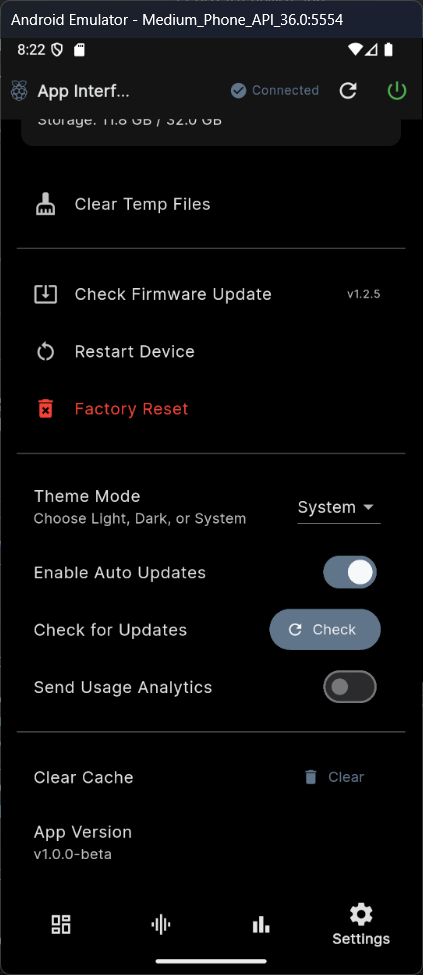 Android Emulator - Medium_Phone_API_36.0:5554
8:22
App Interf...
Connected
Storage: 11.8 GB / 32.0 GB
Clear Temp Files
Check Firmware Update
v1.2.5
Restart Device
Factory Reset
Theme Mode
Choose Light, Dark, or System
System
Enable Auto Updates
Check for Updates
Check
Send Usage Analytics
Clear Cache
Clear
App Version
v1.0.0-beta
Settings